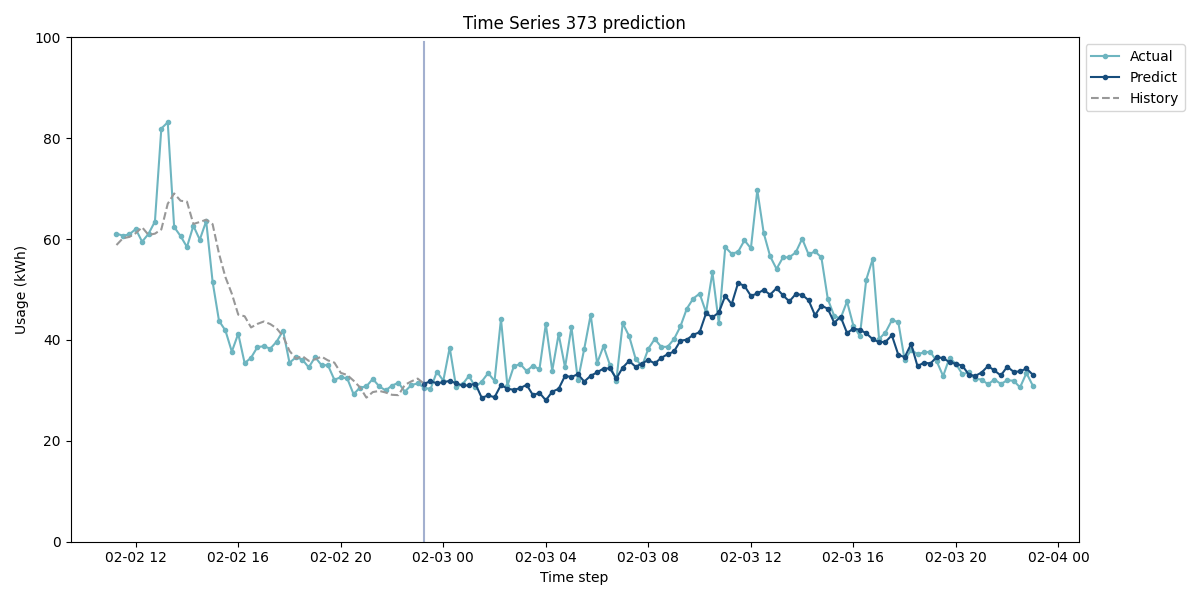 Time Series 373 prediction
100
80
60
40
20
0
Usage (kWh)
02-02 12
02-02 16
02-02 20
02-03 00
02-03 04
02-03 08
02-03 12
02-03 16
02-03 20
02-04 00
Time step
Actual
Predict
History